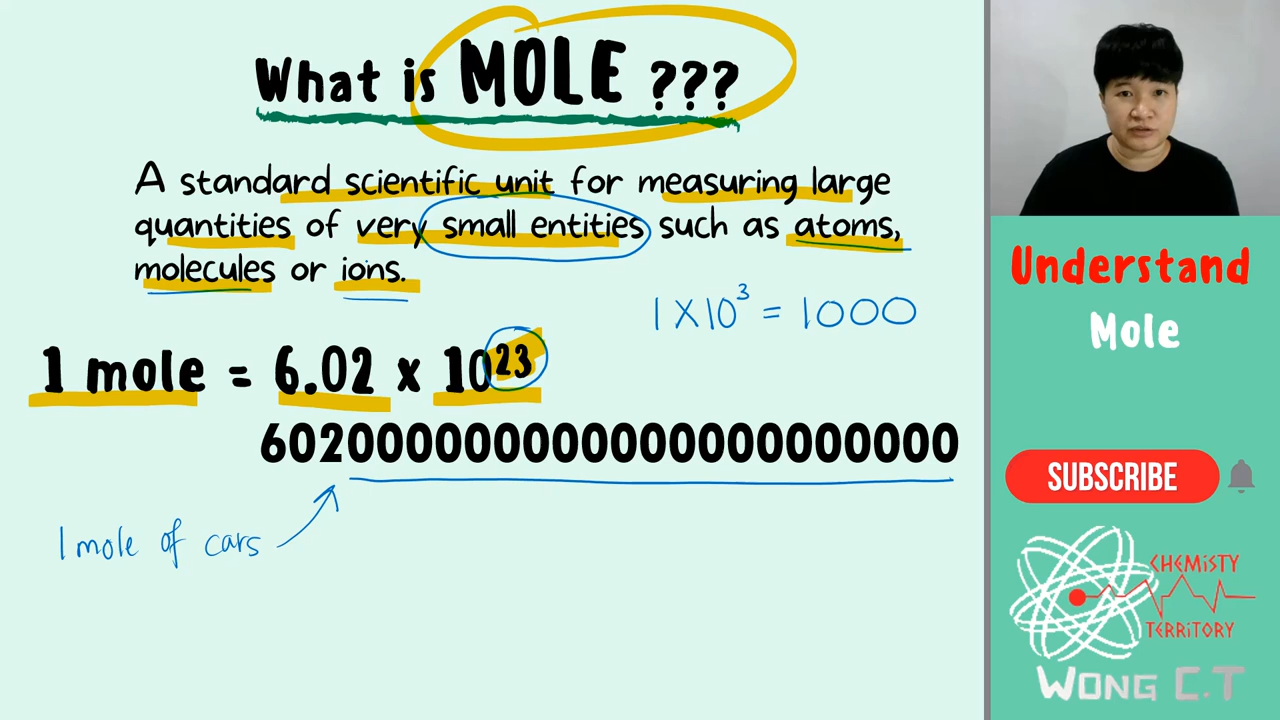 What is MOLE ???
A standard scientific unit for measuring large
quantities of very small entities such as atoms,
molecules or ions.
1 X 10³ = 1000
1 mole = 6.02 x 10²³
602000000000000000000000
1 mole of cars
Understand
Mole
SUBSCRIBE
CHEMiSTY
TERRiTORY
WONG C.T